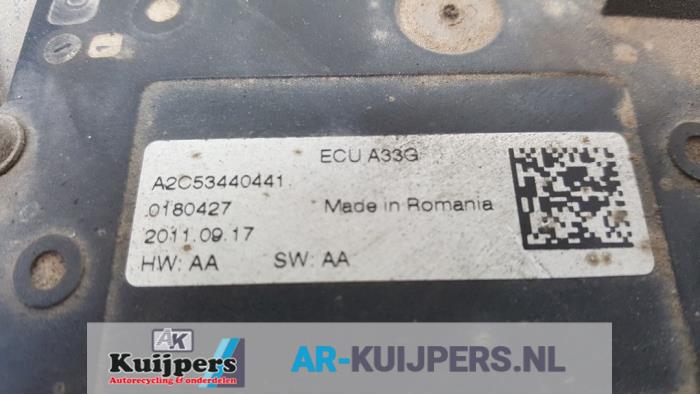 ECU A33G
A2C53440441
0180427 Made in Romania
2011.09.17
HW: AA SW: AA
AK
Kuijpers
Autorecycling & onderdelen
AR-KUIJPERS.NL